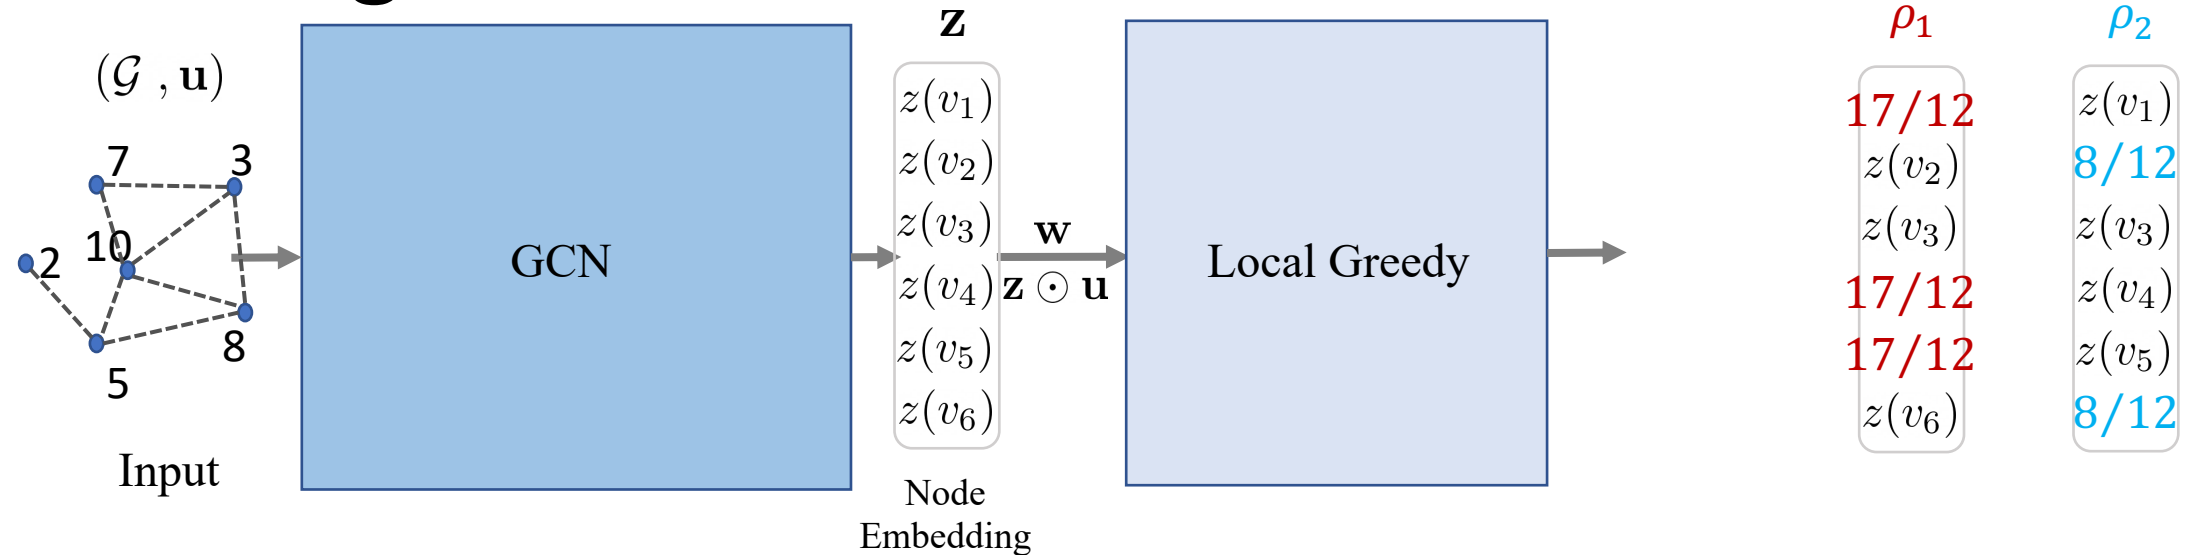 (𝒢 , u)
7
3
2
10
8
5
Input
GCN
z
z(v₁)
z(v₂)
z(v₃)
z(v₄)
z(v₅)
z(v₆)
Node
Embedding
w
z ⊙ u
Local Greedy
ρ₁
17/12
z(v₂)
z(v₃)
17/12
17/12
z(v₆)
ρ₂
z(v₁)
8/12
z(v₃)
z(v₄)
z(v₅)
8/12